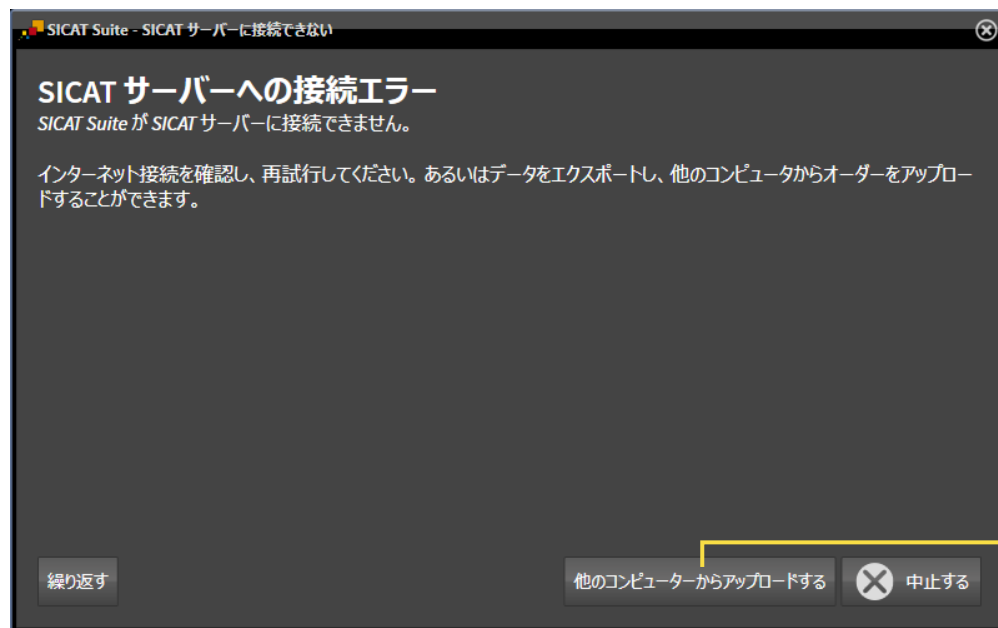 SICAT Suite - SICAT サーバーに接続できない
SICAT サーバーへの接続エラー
SICAT Suite が SICAT サーバーに接続できません。
インターネット接続を確認し、再試行してください。あるいはデータをエクスポートし、他のコンピュータからオーダーをアップロー
ドすることができます。
繰り返す
他のコンピューターからアップロードする
中止する